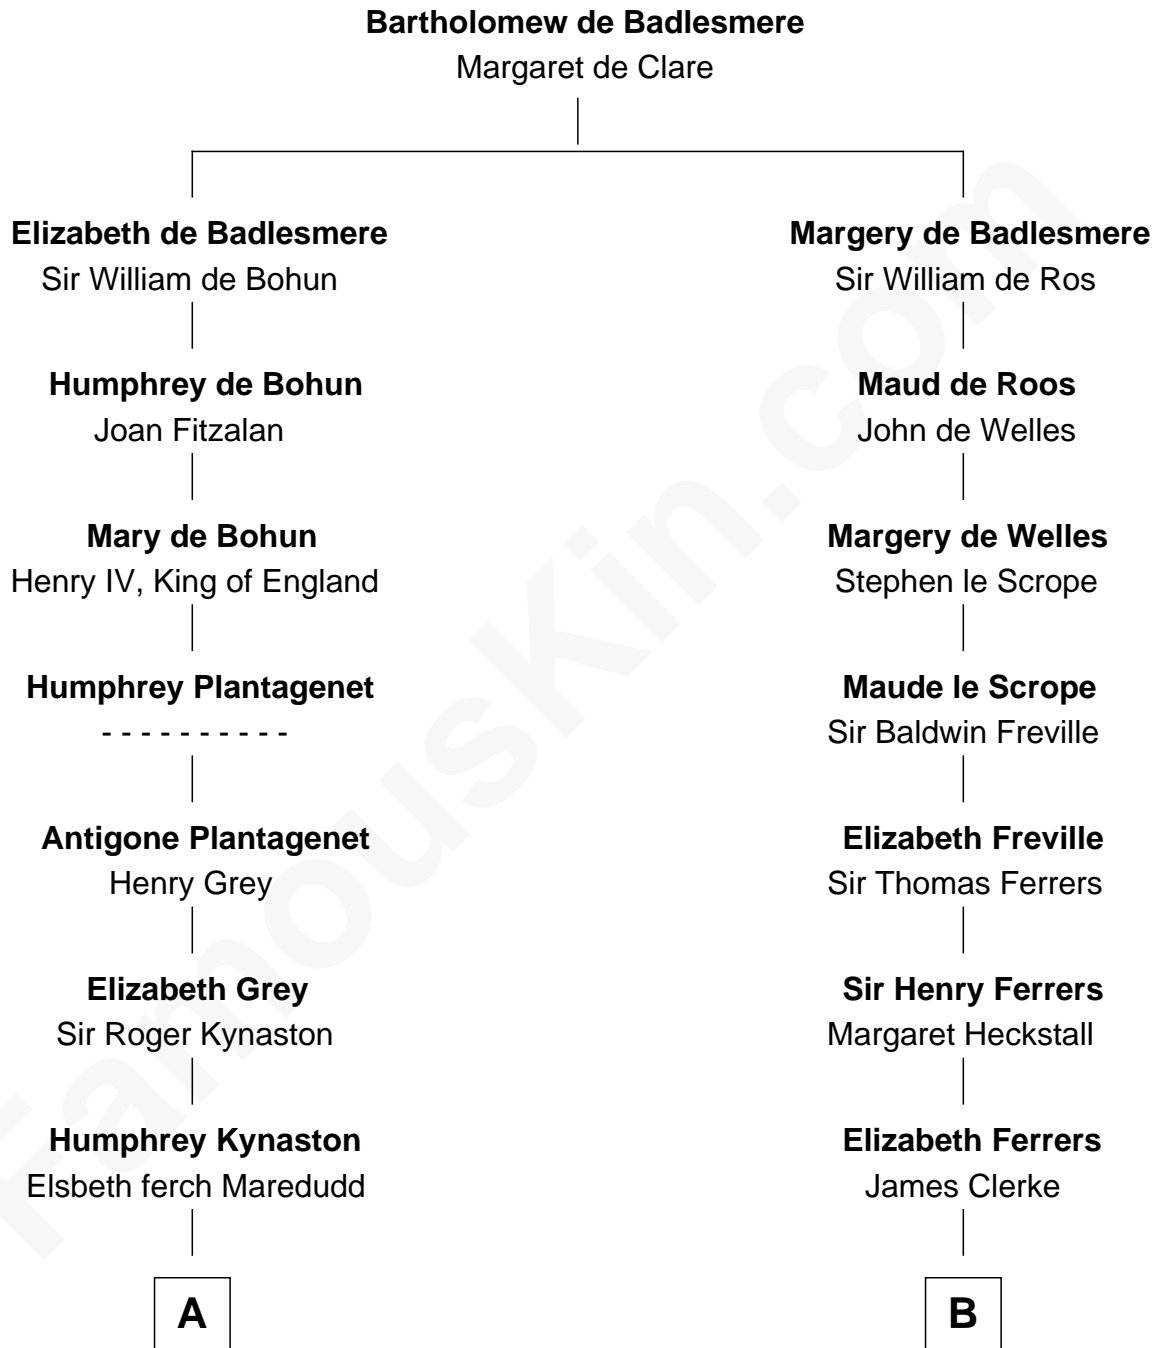 Bartholomew de Badlesmere
Margaret de Clare
Elizabeth de Badlesmere
Sir William de Bohun
Margery de Badlesmere
Sir William de Ros
Humphrey de Bohun
Joan Fitzalan
Maud de Roos
John de Welles
Mary de Bohun
Henry IV, King of England
Margery de Welles
Stephen le Scrope
Humphrey Plantagenet
- - - - - - - - - -
Maude le Scrope
Sir Baldwin Freville
Antigone Plantagenet
Henry Grey
Elizabeth Freville
Sir Thomas Ferrers
Elizabeth Grey
Sir Roger Kynaston
Sir Henry Ferrers
Margaret Heckstall
Humphrey Kynaston
Elsbeth ferch Maredudd
Elizabeth Ferrers
James Clerke
A
B
FamousKin.com